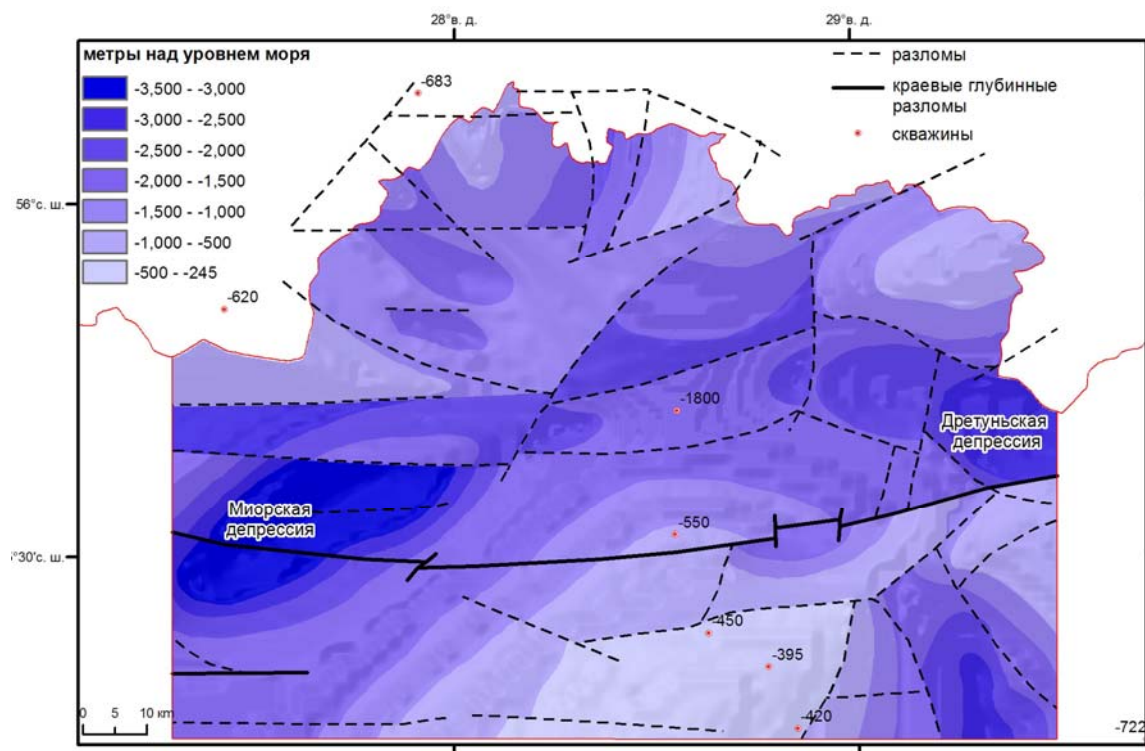 28°в. д.
29°в. д.
метры над уровнем моря
-3,500 - -3,000
-3,000 - -2,500
-2,500 - -2,000
-2,000 - -1,500
-1,500 - -1,000
-1,000 - -500
-500 - -245
разломы
краевые глубинные
разломы
скважины
-683
56°с. ш.
-620
-1800
Дретуньская
депрессия
Миорская
депрессия
-550
°30'с. ш.
-450
-395
-420
-722
0 5 10 км